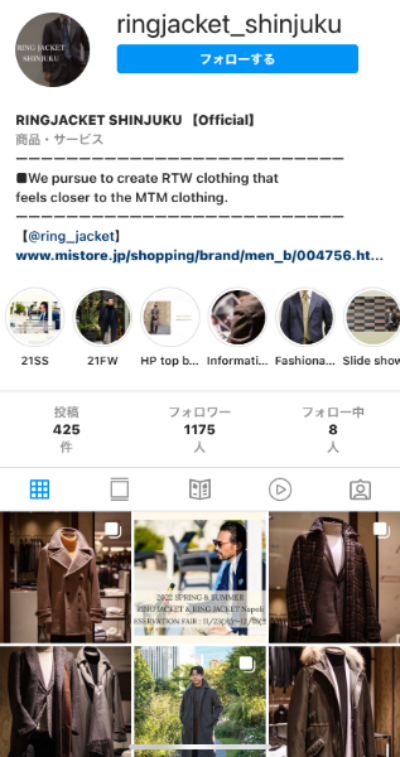 ringjacket_shinjuku
RING JACKET
SHINJUKU
フォローする
RINGJACKET SHINJUKU 【Official】
商品・サービス
ーーーーーーーーーーーーーーーーーーーーーーーーー
■We pursue to create RTW clothing that
feels closer to the MTM clothing.
ーーーーーーーーーーーーーーーーーーーーーーーーー
【@ring_jacket】
www.mistore.jp/shopping/brand/men_b/004756.ht...
21SS 21FW HP top b... Informati... Fashiona... Slide show
投稿 フォロワー フォロー中
425 1175 8
件 人 人
2022 SPRING & SUMMER
RING JACKET & RING JACKET Napoli
RESERVATION FAIR : 11/23